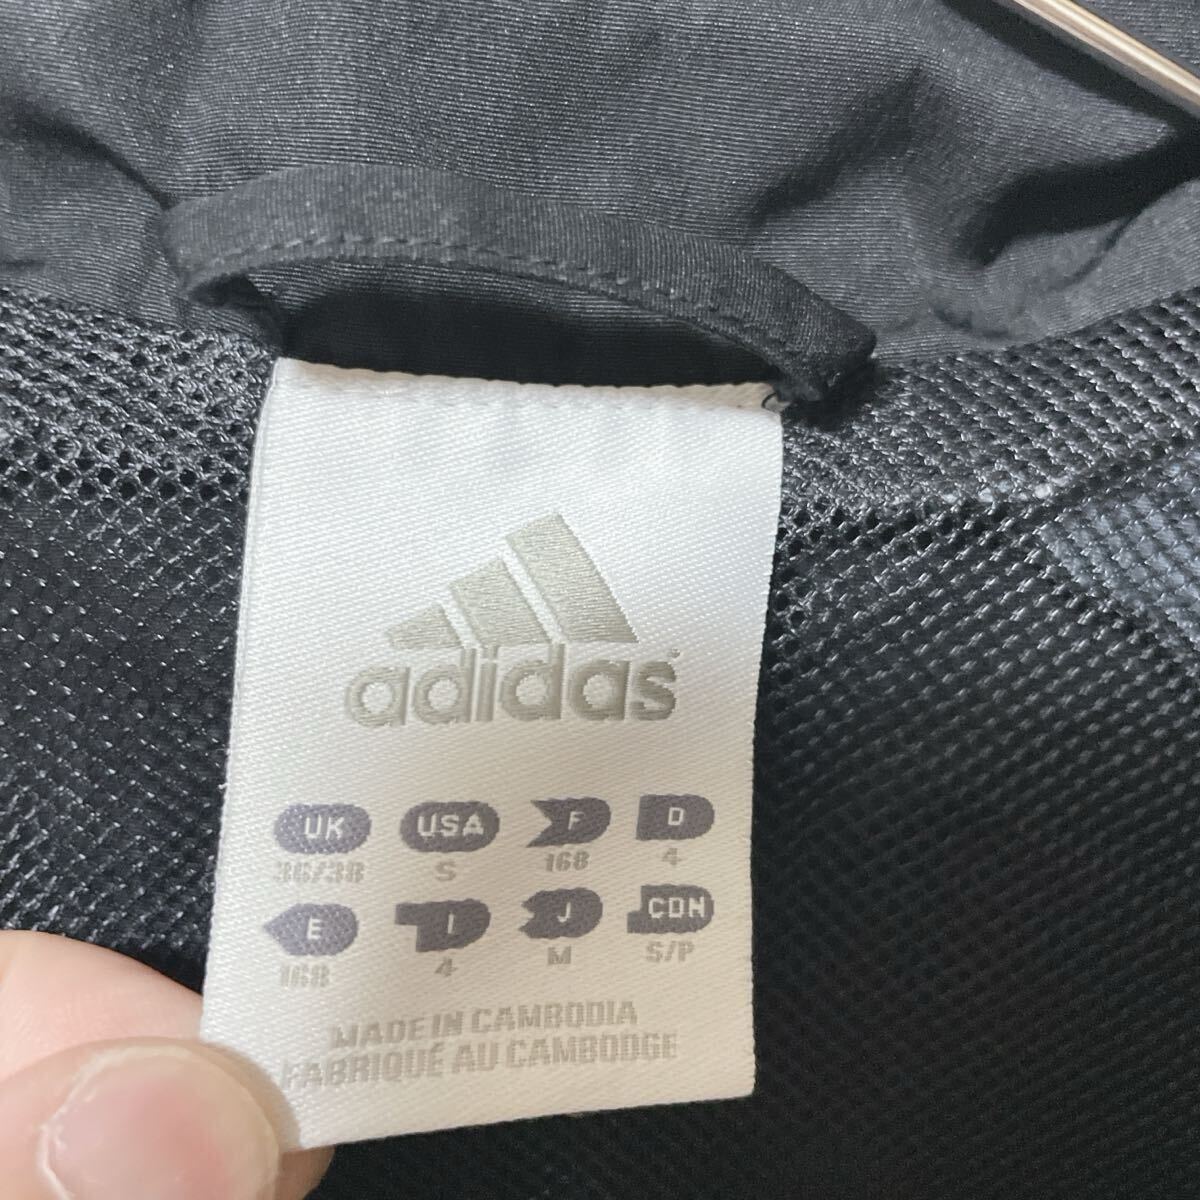 adidas
UK USA F D
36/38 S 168 4
E I J CDN
168 4 M S/P
MADE IN CAMBODIA
FABRIQUÉ AU CAMBODGE